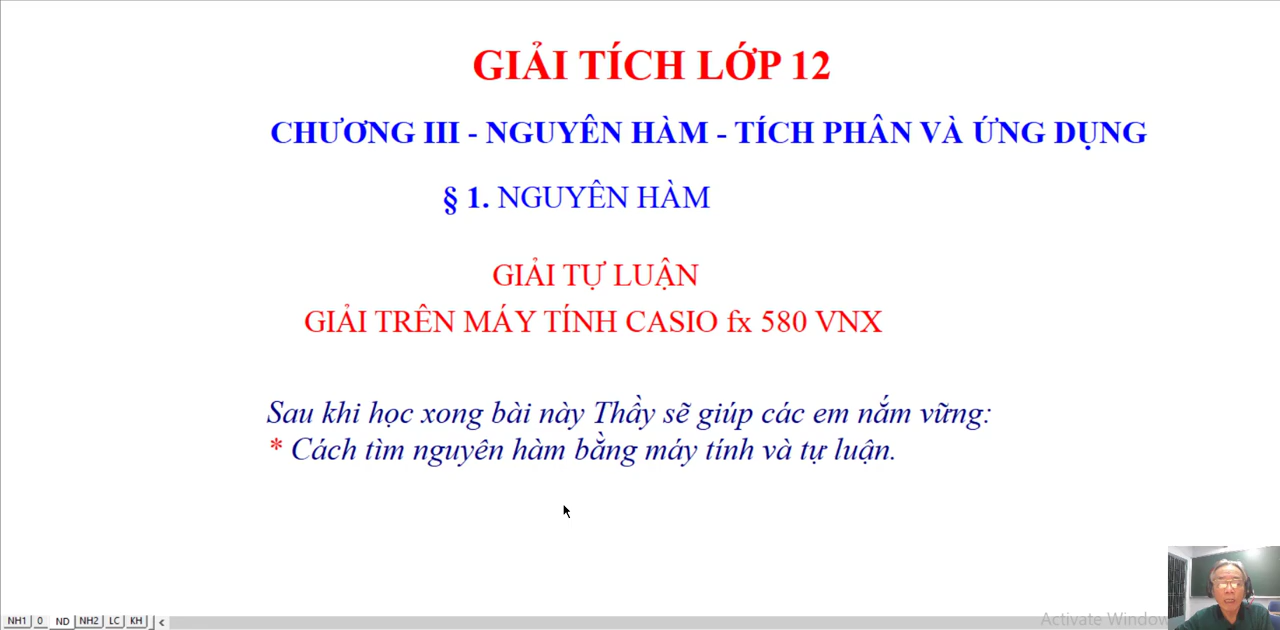 GIẢI TÍCH LỚP 12
CHƯƠNG III - NGUYÊN HÀM - TÍCH PHÂN VÀ ỨNG DỤNG
§ 1. NGUYÊN HÀM
GIẢI TỰ LUẬN
GIẢI TRÊN MÁY TÍNH CASIO fx 580 VNX
Sau khi học xong bài này Thầy sẽ giúp các em nắm vững:
* Cách tìm nguyên hàm bằng máy tính và tự luận.
Activate Window
NH1 0 ND NH2 LC KH <